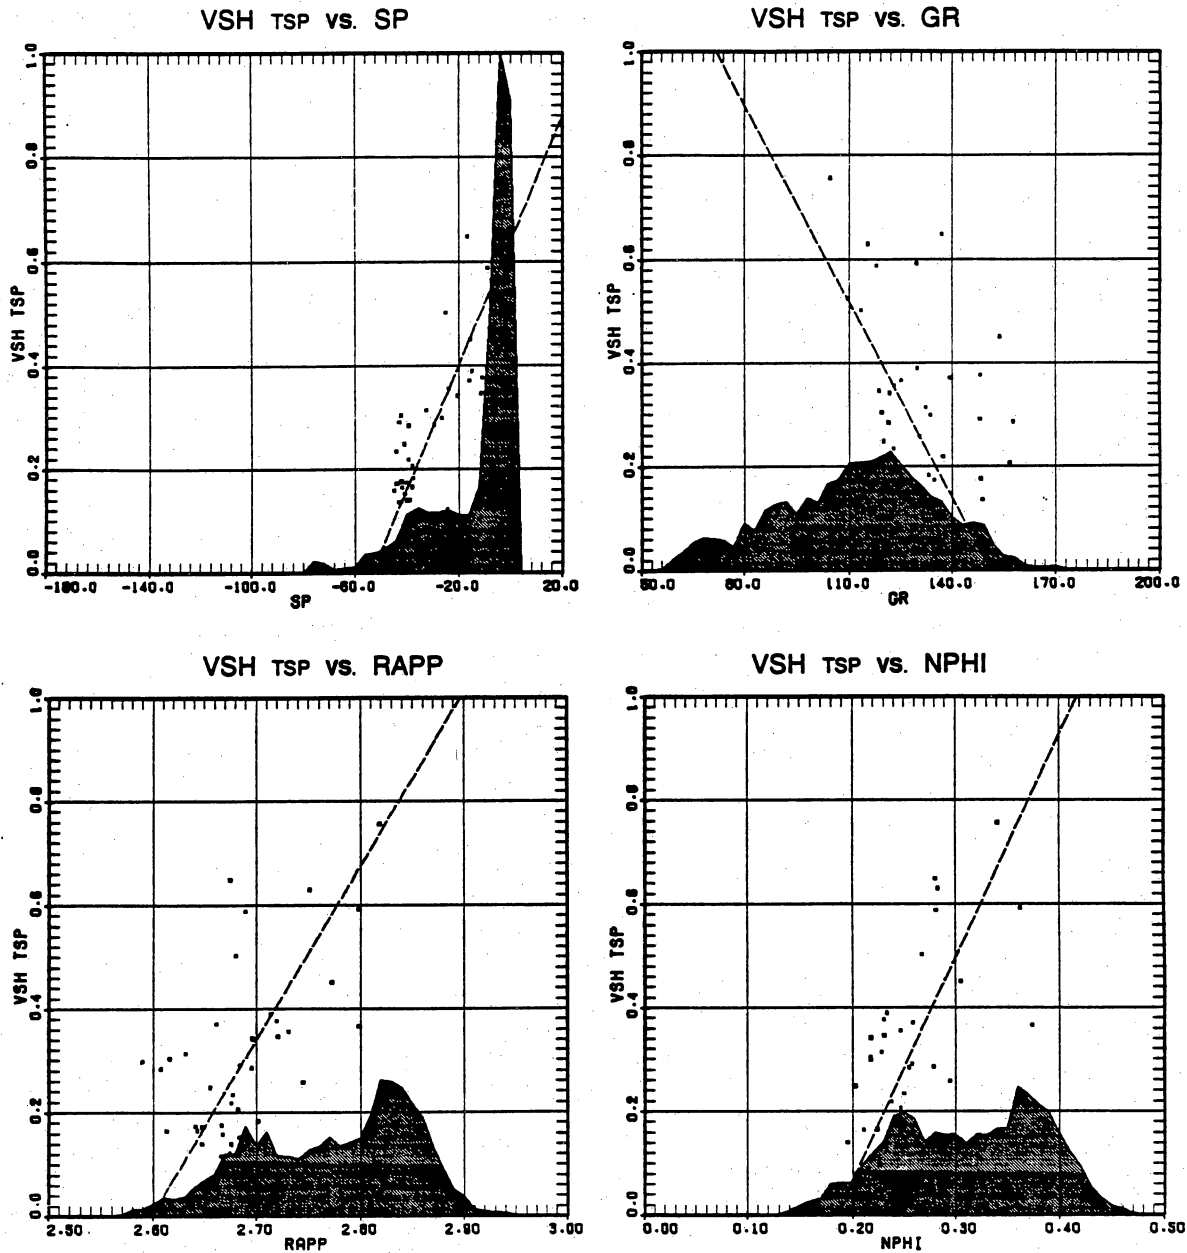 VSH TSP VS. SP
1.0
0.8
0.6
0.4
0.2
0.0
VSH TSP
-180.0 -140.0 -100.0 -60.0 -20.0 20.0
SP
VSH TSP VS. GR
1.0
0.8
0.6
0.4
0.2
0.0
VSH TSP
50.0 80.0 110.0 140.0 170.0 200.0
GR
VSH TSP VS. RAPP
1.0
0.8
0.6
0.4
0.2
0.0
VSH TSP
2.50 2.60 2.70 2.80 2.90 3.00
RAPP
VSH TSP VS. NPHI
1.0
0.8
0.6
0.4
0.2
0.0
VSH TSP
0.00 0.20 0.30 0.40 0.50
NPHI